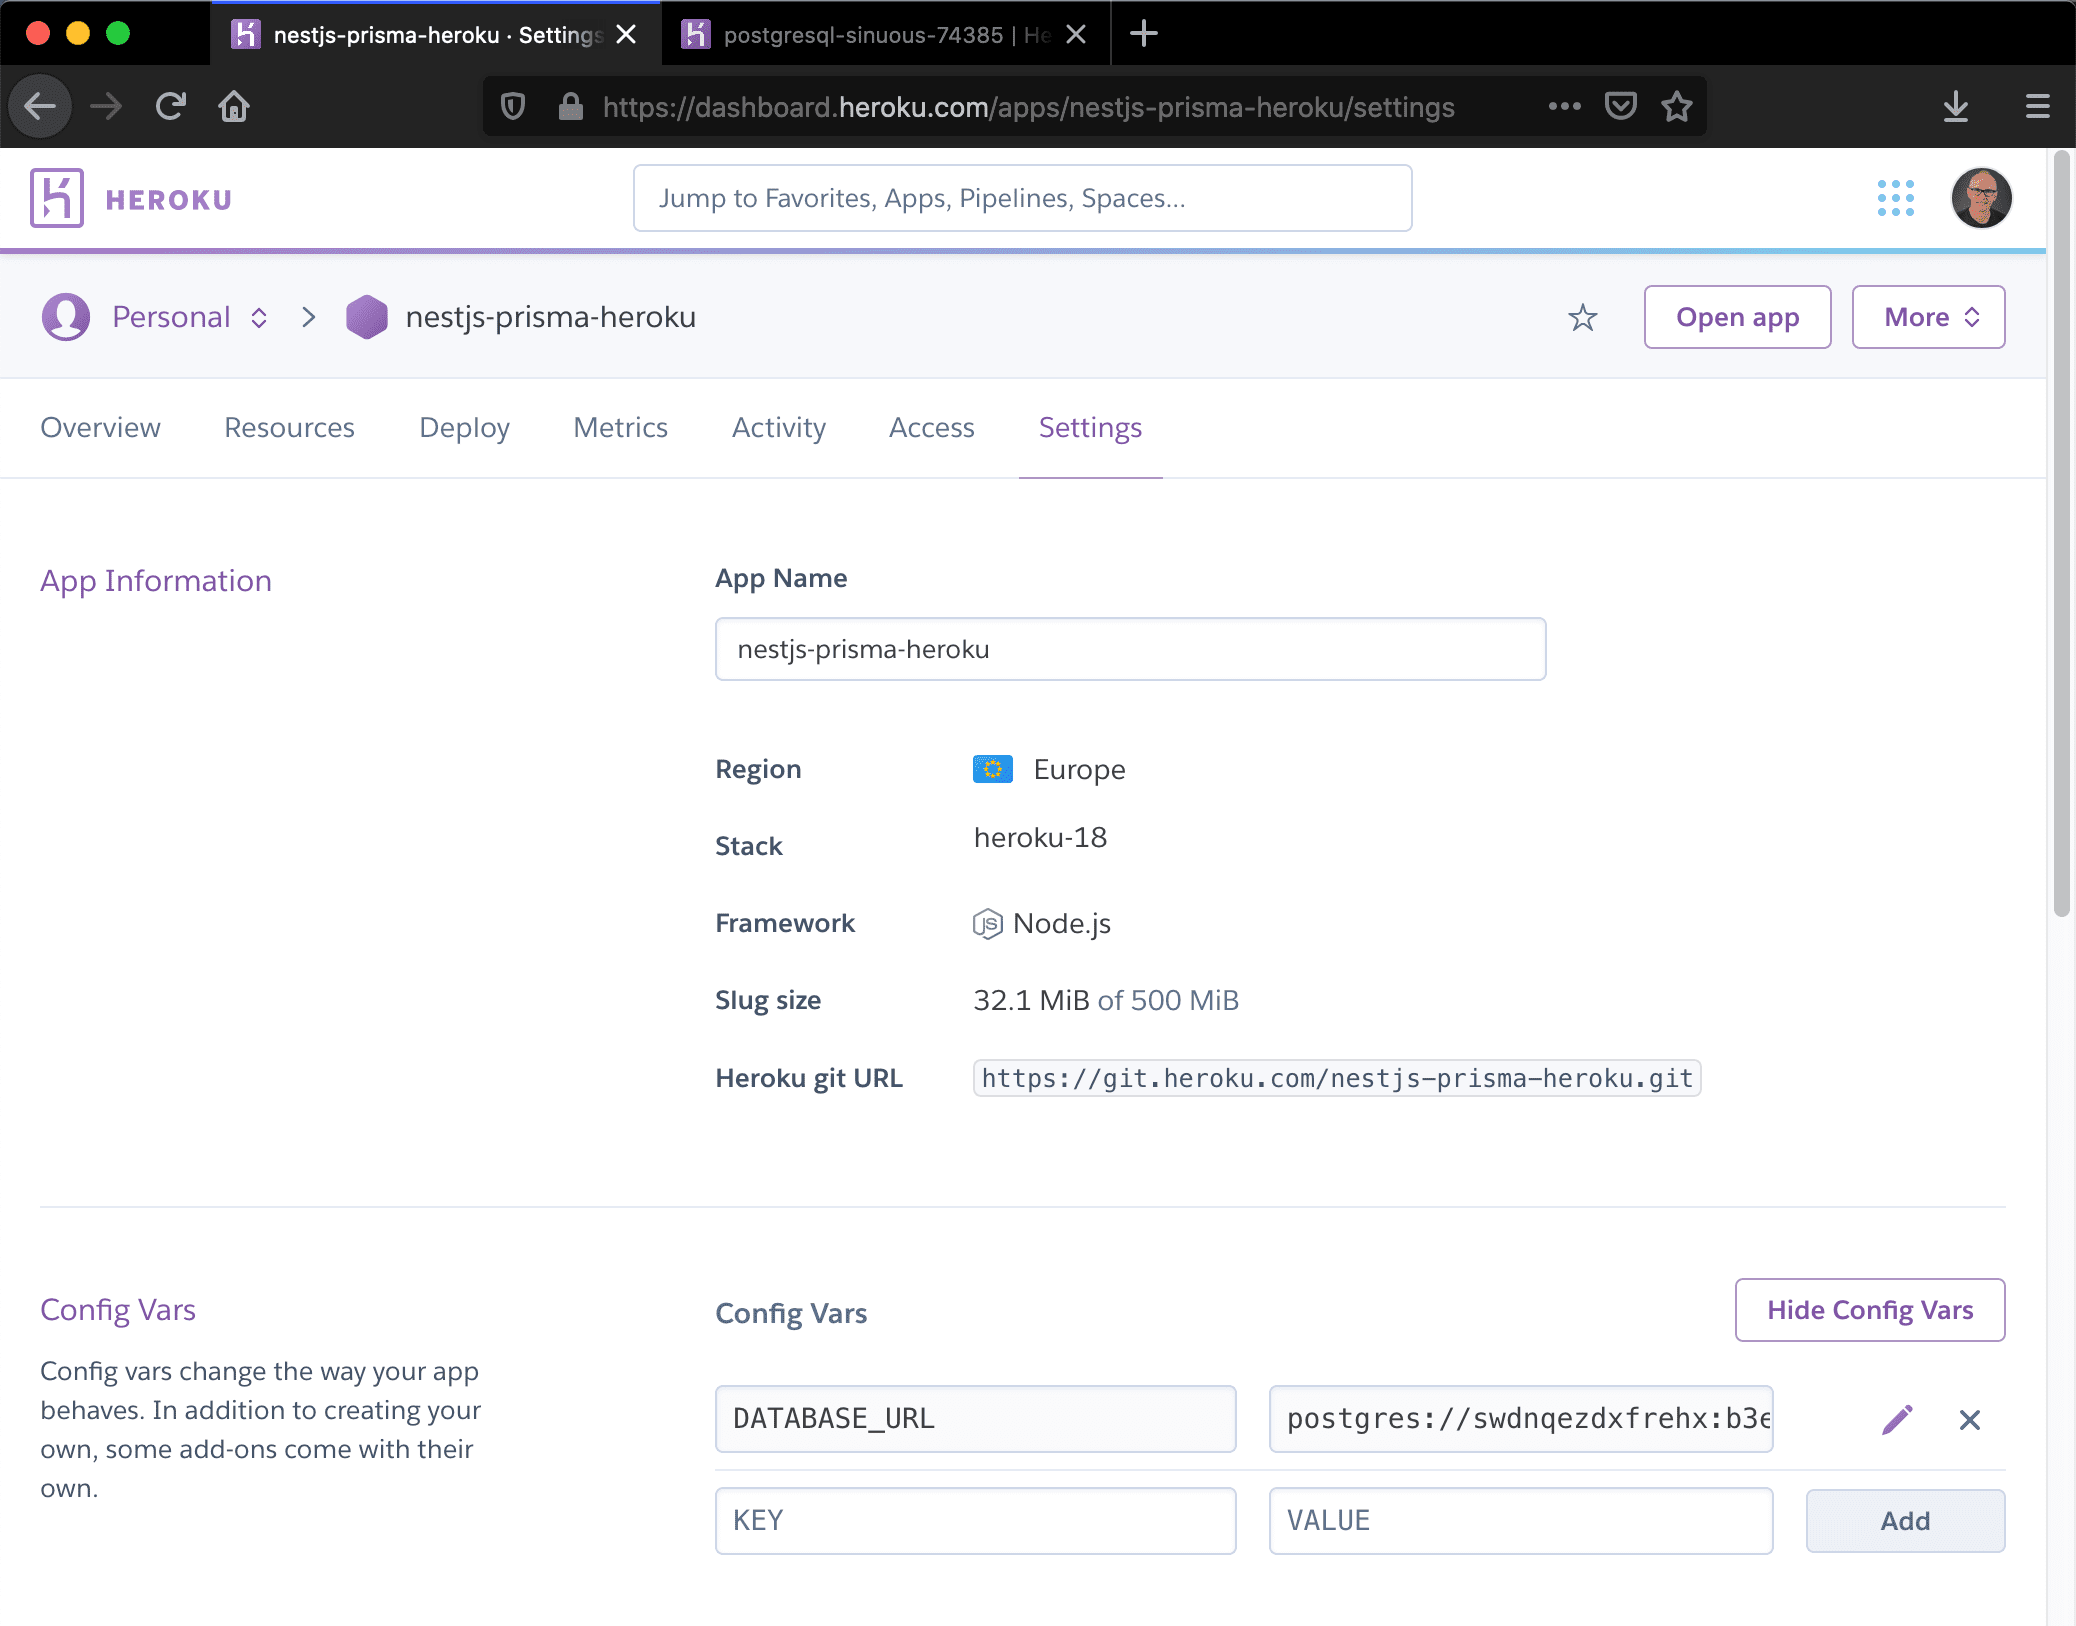 nestjs-prisma-heroku · Settings
postgresql-sinuous-74385 | He
https://dashboard.heroku.com/apps/nestjs-prisma-heroku/settings
HEROKU
Jump to Favorites, Apps, Pipelines, Spaces...
Personal
nestjs-prisma-heroku
Open app
More
Overview Resources Deploy Metrics Activity Access Settings
App Information
App Name
nestjs-prisma-heroku
Region Europe
Stack heroku-18
Framework JS Node.js
Slug size 32.1 MiB of 500 MiB
Heroku git URL https://git.heroku.com/nestjs-prisma-heroku.git
Config Vars
Config vars change the way your app
behaves. In addition to creating your
own, some add-ons come with their
own.
Config Vars
Hide Config Vars
DATABASE_URL postgres://swdnqezdxfrehx:b3e
KEY VALUE Add